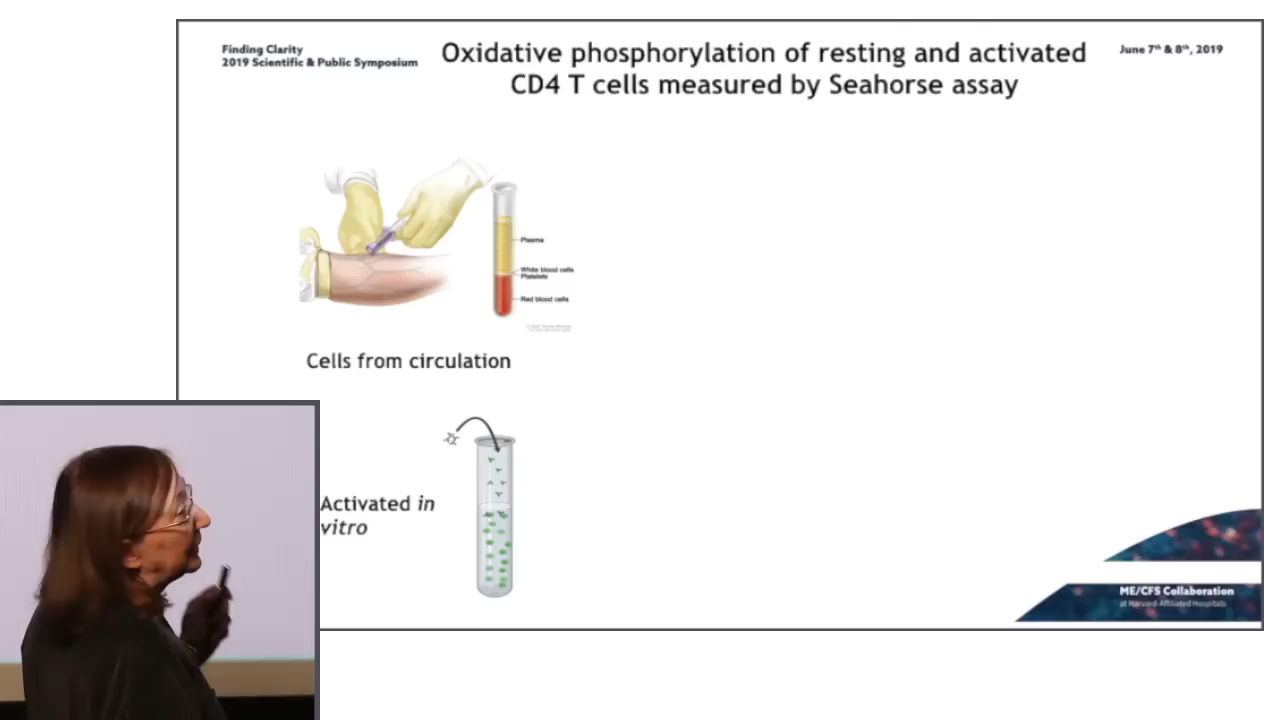 Finding Clarity
2019 Scientific & Public Symposium
Oxidative phosphorylation of resting and activated
CD4 T cells measured by Seahorse assay
June 7th & 8th, 2019
Plasma
White blood cells
Platelets
Red blood cells
Cells from circulation
Activated in
vitro
ME/CFS Collaboration
at Harvard-Affiliated Hospitals